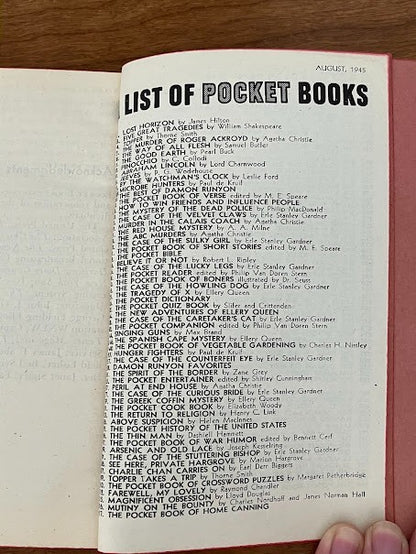 AUGUST, 1945
LIST OF POCKET BOOKS
LOST HORIZON by James Hilton
FIVE GREAT TRAGEDIES by William Shakespeare
TOPPER by Thorne Smith
THE MURDER OF ROGER ACKROYD by Agatha Christie
THE WAY OF ALL FLESH by Samuel Butler
THE GOOD EARTH by Pearl Buck
PINOCCHIO by C. Collodi
ABRAHAM LINCOLN by Lord Charnwood
JEEVES by P. G. Wodehouse
BY THE WATCHMAN'S CLOCK by Leslie Ford
MICROBE HUNTERS by Paul de Kruif
THE BEST OF DAMON RUNYON
THE POCKET BOOK OF VERSE edited by M. E. Speare
HOW TO WIN FRIENDS AND INFLUENCE PEOPLE
THE MYSTERY OF THE DEAD POLICE by Philip MacDonald
THE CASE OF THE VELVET CLAWS by Erle Stanley Gardner
MURDER IN THE CALAIS COACH by Agatha Christie
THE RED HOUSE MYSTERY by A. A. Milne
THE ABC MURDERS by Agatha Christie
THE CASE OF THE SULKY GIRL by Erle Stanley Gardner
THE POCKET BOOK OF SHORT STORIES edited by M. E. Speare
THE POCKET BIBLE
BELIEVE IT OR NOT by Robert L. Ripley
THE CASE OF THE LUCKY LEGS by Erle Stanley Gardner
THE POCKET READER edited by Philip Van Doren Stern
THE POCKET BOOK OF BONERS illustrated by Dr. Seuss
THE CASE OF THE HOWLING DOG by Erle Stanley Gardner
THE TRAGEDY OF X by Ellery Queen
THE POCKET DICTIONARY
THE POCKET QUIZ BOOK by Slifer and Crittenden
THE NEW ADVENTURES OF ELLERY QUEEN
THE CASE OF THE CARETAKER'S CAT by Erle Stanley Gardner
THE POCKET COMPANION edited by Philip Van Doren Stern
SINGING GUNS by Max Brand
THE SPANISH CAPE MYSTERY by Ellery Queen
THE POCKET BOOK OF VEGETABLE GARDENING by Charles H. Nissley
HUNGER FIGHTERS by Paul de Kruif
THE CASE OF THE COUNTERFEIT EYE by Erle Stanley Gardner
DAMON RUNYON FAVORITES
THE SPIRIT OF THE BORDER by Zane Grey
THE POCKET ENTERTAINER edited by Shirley Cunningham
PERIL AT END HOUSE by Agatha Christie
THE CASE OF THE CURIOUS BRIDE by Erle Stanley Gardner
THE GREEK COFFIN MYSTERY by Ellery Queen
THE POCKET COOK BOOK by Elizabeth Woody
THE RETURN TO RELIGION by Henry C. Link
ABOVE SUSPICION by Helen MacInnes
THE POCKET HISTORY OF THE UNITED STATES
THE THIN MAN by Dashiell Hammett
THE POCKET BOOK OF WAR HUMOR edited by Bennett Cerf
ARSENIC AND OLD LACE by Joseph Kesselring
THE CASE OF THE STUTTERING BISHOP by Erle Stanley Gardner
SEE HERE, PRIVATE HARGROVE by Marion Hargrove
CHARLIE CHAN CARRIES ON by Earl Derr Biggers
TOPPER TAKES A TRIP by Thorne Smith
THE POCKET BOOK OF CROSSWORD PUZZLES by Margaret Petherbridge
FAREWELL, MY LOVELY by Raymond Chandler
MAGNIFICENT OBSESSION by Lloyd Douglas
MUTINY ON THE BOUNTY by Charles Nordhoff and James Norman Hall
THE POCKET BOOK OF HOME CANNING